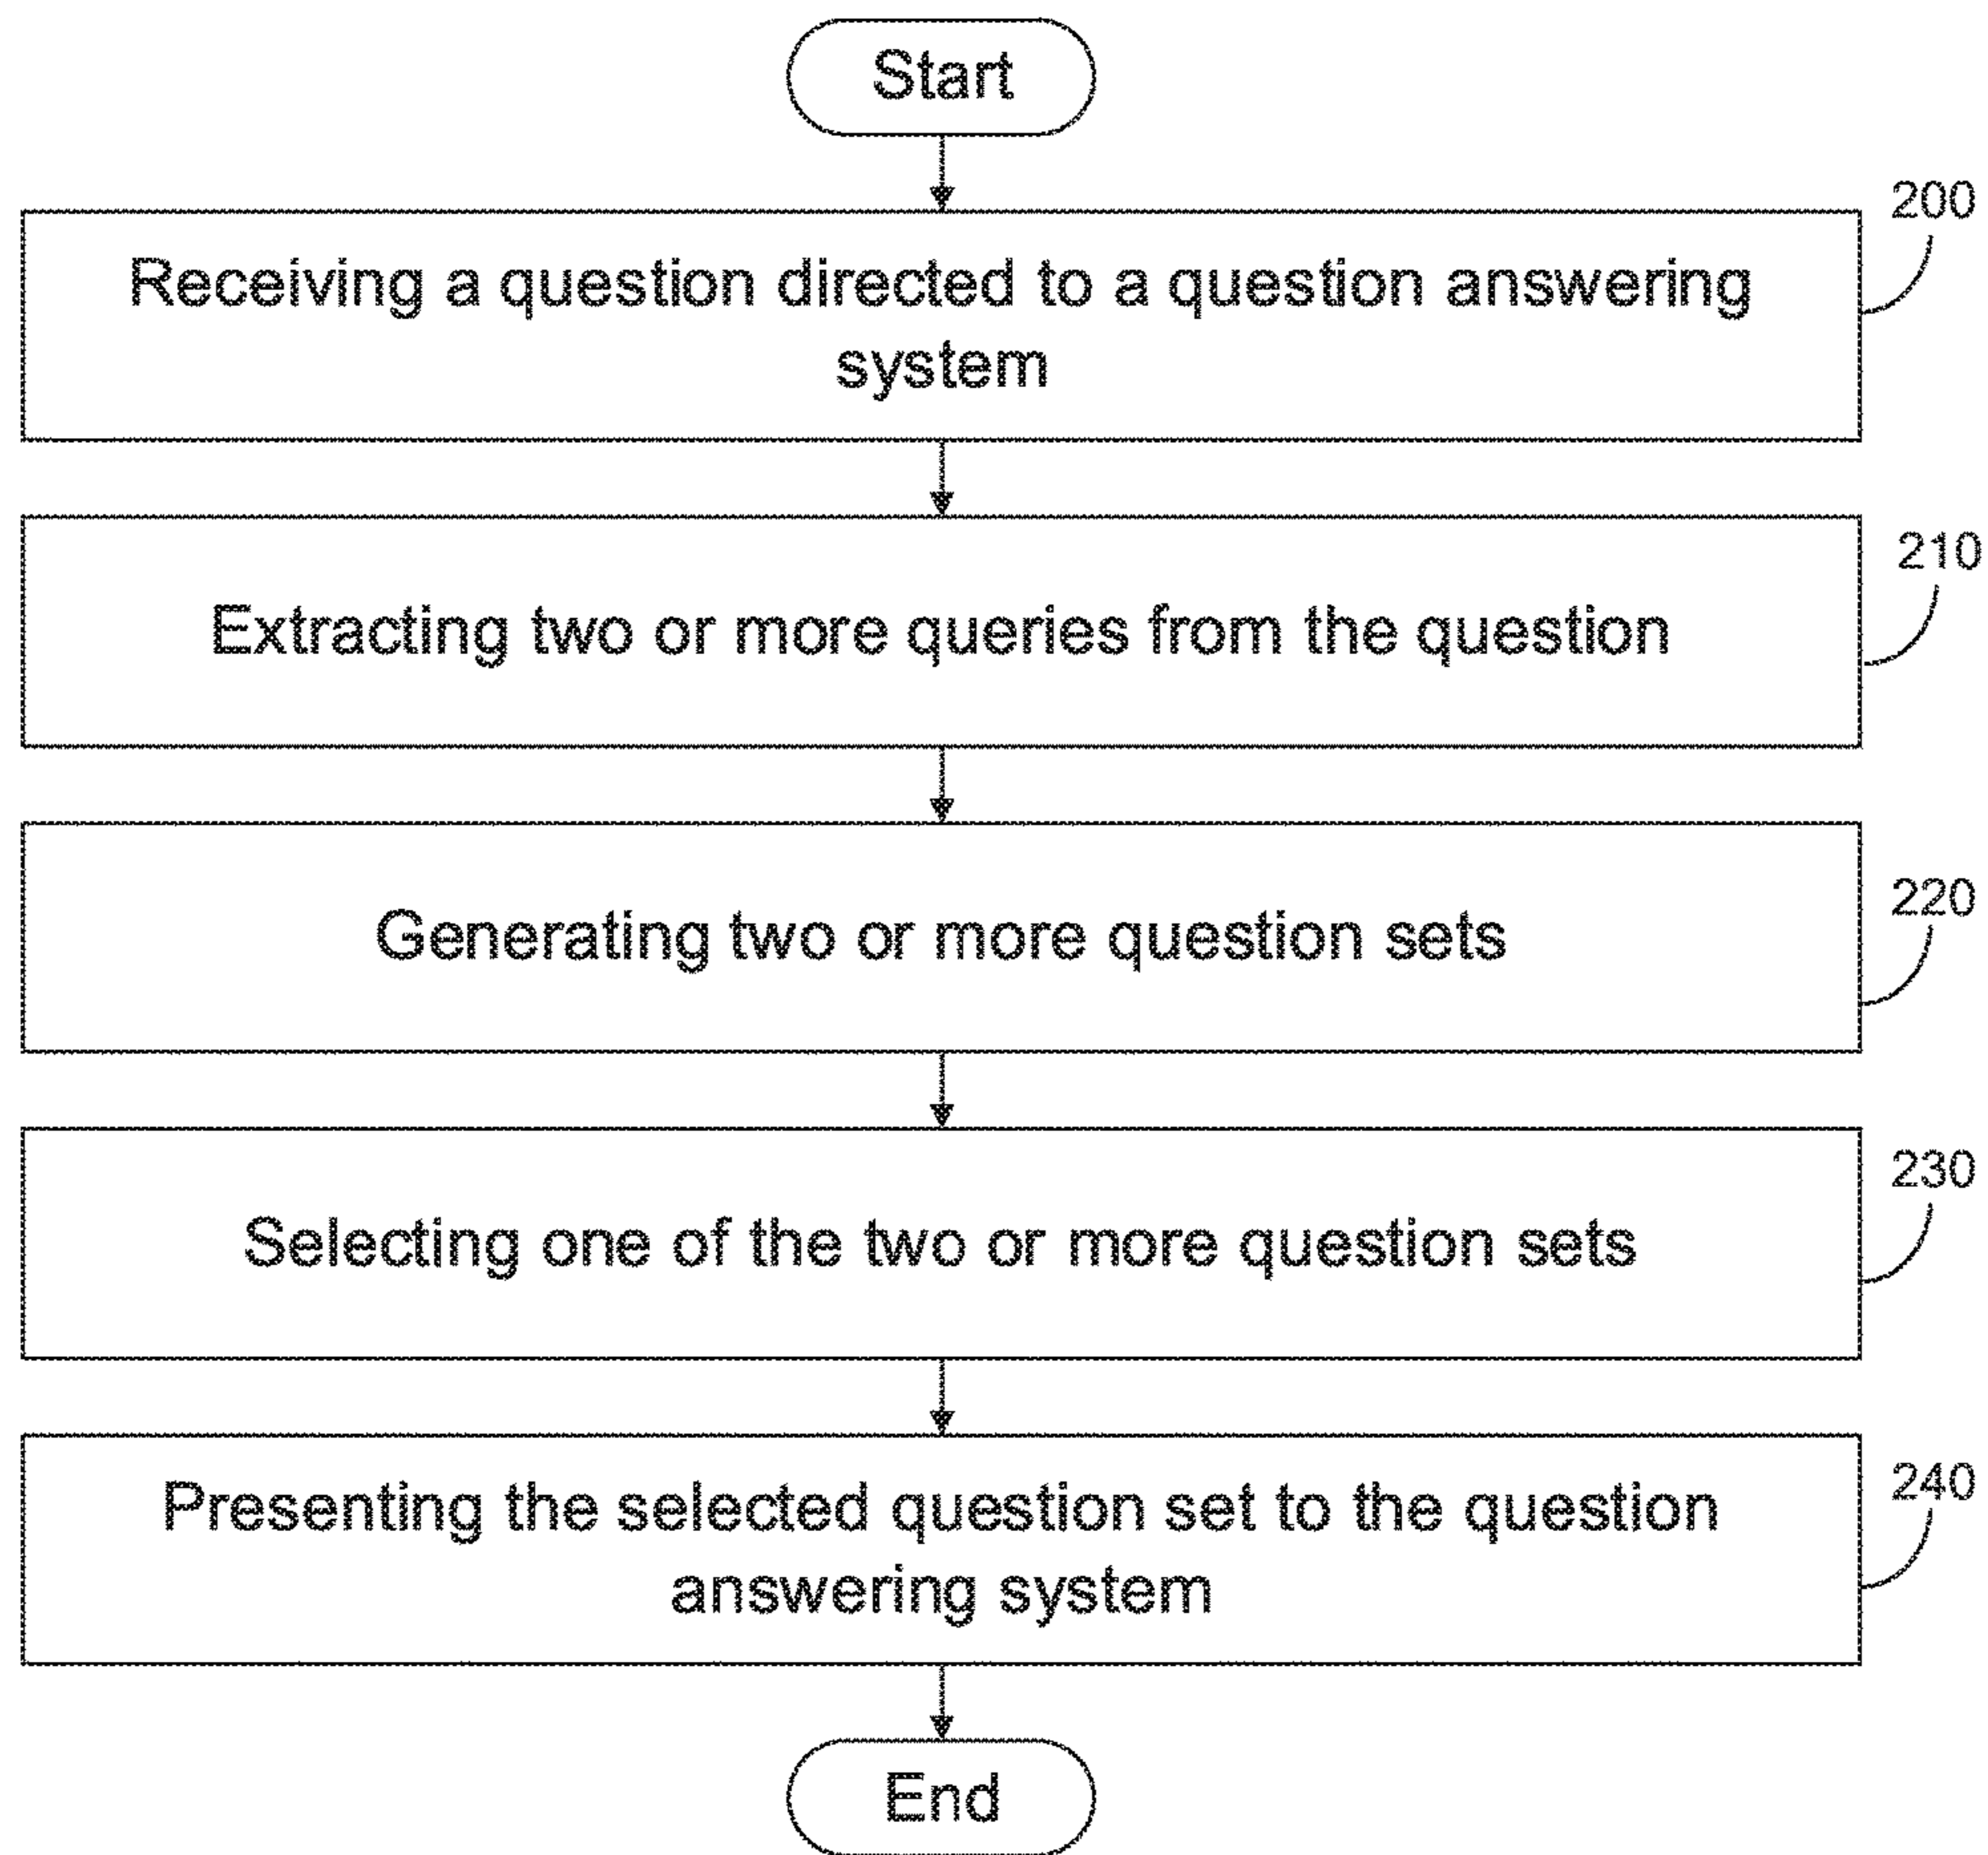 Start
200
Receiving a question directed to a question answering
system
210
Extracting two or more queries from the question
220
Generating two or more question sets
230
Selecting one of the two or more question sets
240
Presenting the selected question set to the question
answering system
End